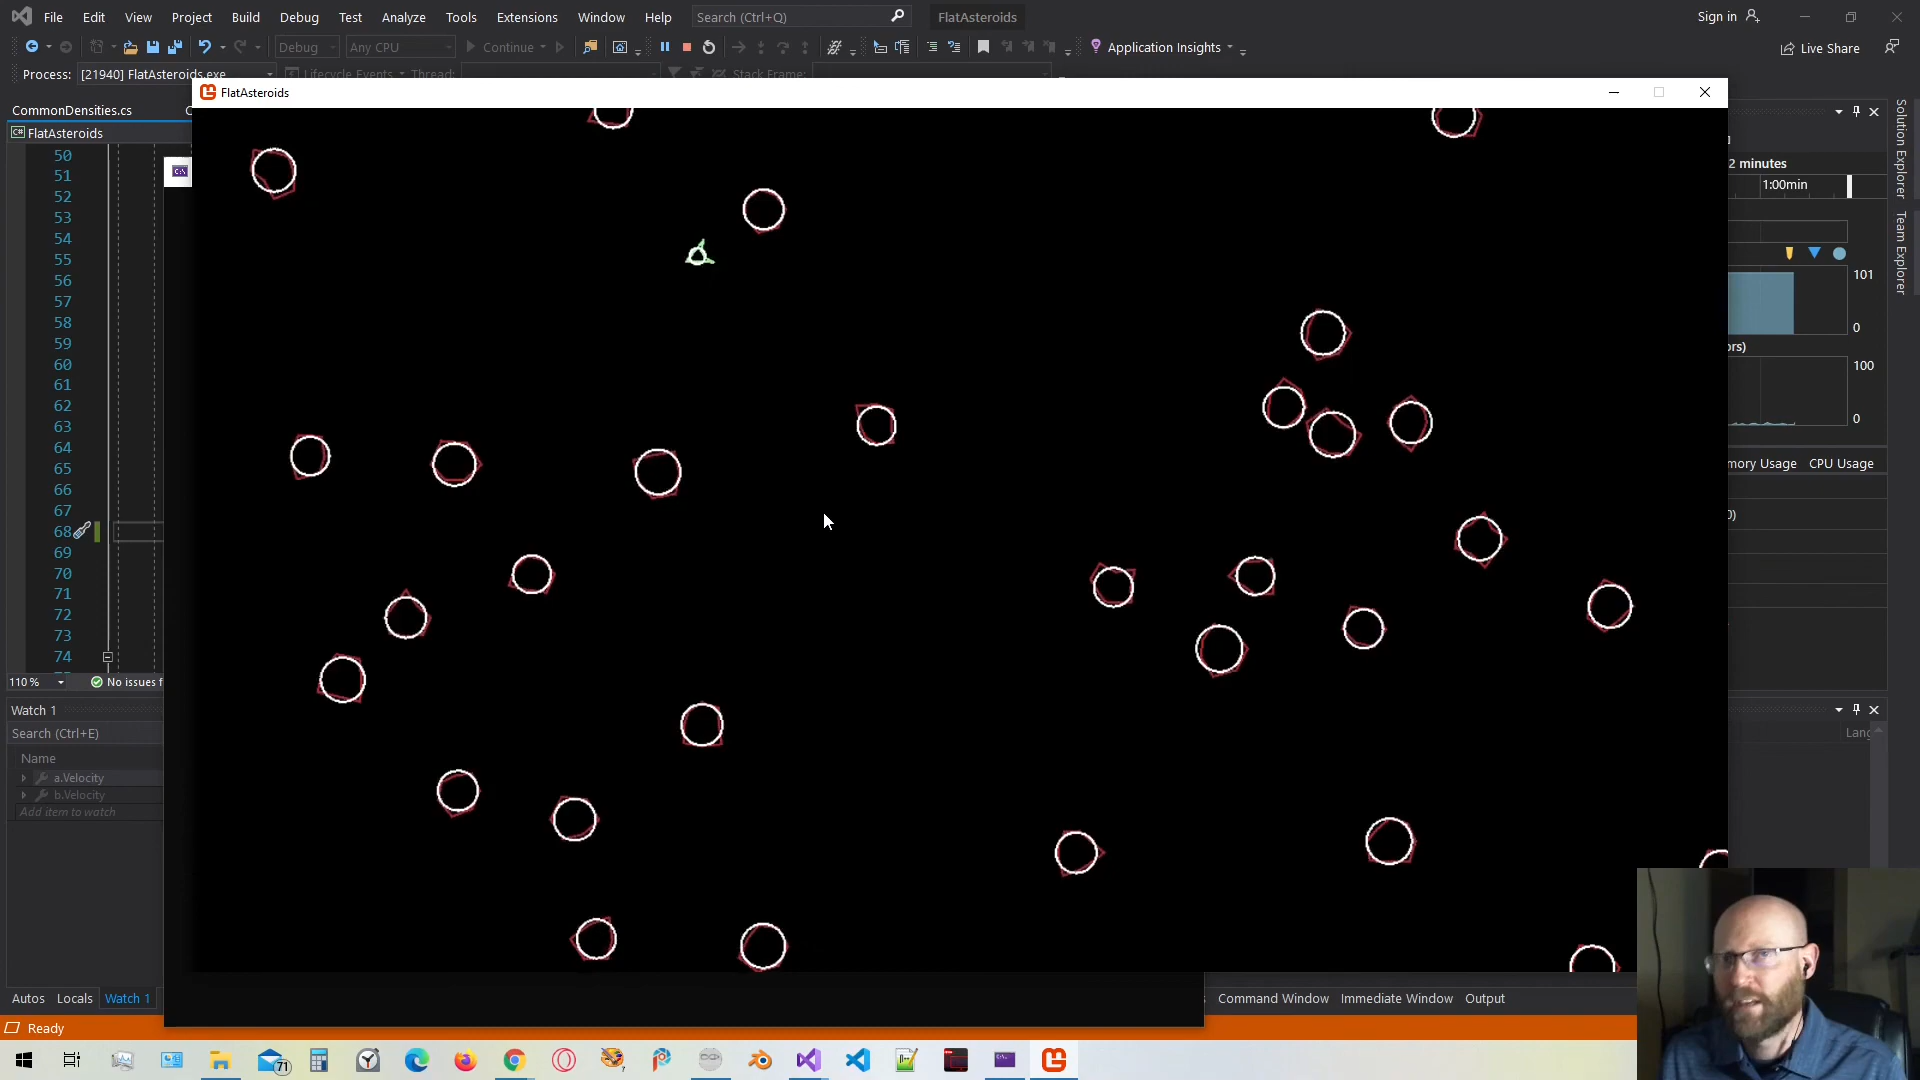 File Edit View Project Build Debug Test Analyze Tools Extensions Window Help Search (Ctrl+Q) FlatAsteroids Sign in
Debug Any CPU Continue Application Insights Live Share
Process: [21940] FlatAsteroids.exe Lifecycle Events Thread: Stack Frame:
FlatAsteroids
CommonDensities.cs C
FlatAsteroids
50
51
52
53
54
55
56
57
58
59
60
61
62
63
64
65
66
67
68
69
70
71
72
73
74
110 % No issues f
Watch 1
Search (Ctrl+E)
Name
a.Velocity
b.Velocity
Add item to watch
Autos Locals Watch 1
Ready
2 minutes
1:00min
101
0
ors)
100
0
mory Usage CPU Usage
0)
Lang
Solution Explorer
Team Explorer
Command Window Immediate Window Output
71